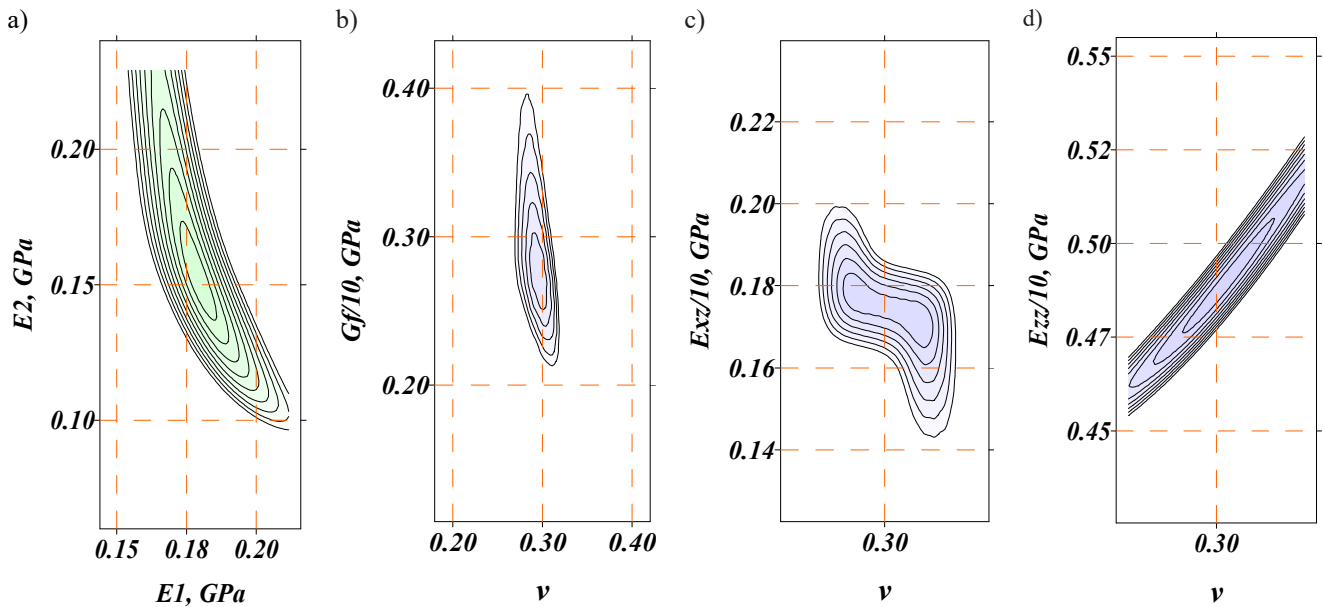 a)
E2, GPa
0.20
0.15
0.10
0.15 0.18 0.20
E1, GPa
b)
Gf/10, GPa
0.40
0.30
0.20
0.20 0.30 0.40
v
c)
Exz/10, GPa
0.22
0.20
0.18
0.16
0.14
0.30
v
d)
Ezz/10, GPa
0.55
0.52
0.50
0.47
0.45
0.30
v